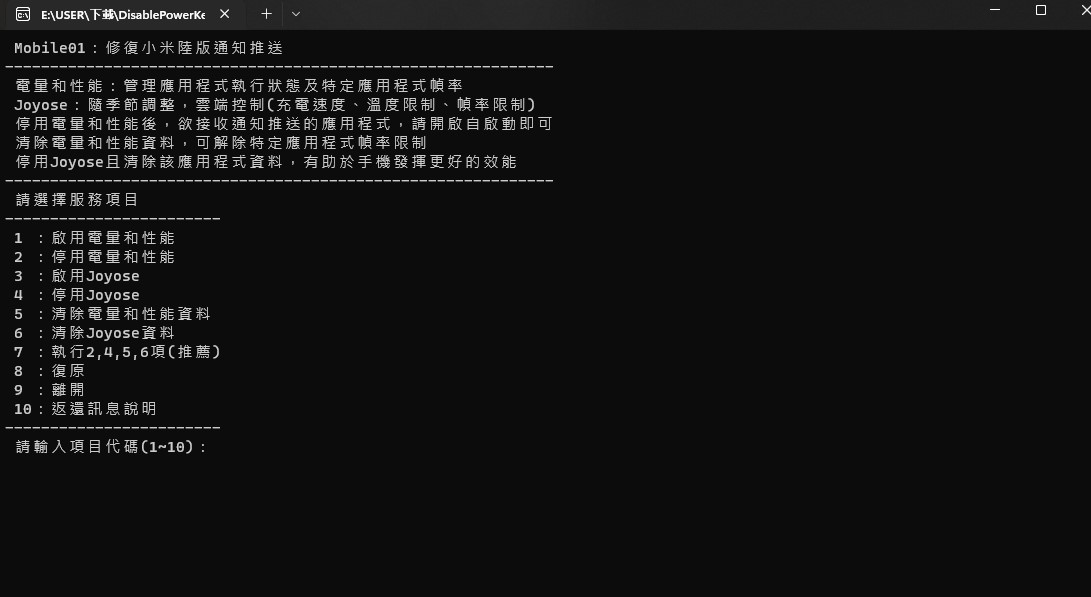 E:\USER\下載\DisablePowerKe
Mobile01：修復小米陸版通知推送
-------------------------------------------------------------
電量和性能：管理應用程式執行狀態及特定應用程式幀率
Joyose：隨季節調整，雲端控制(充電速度、溫度限制、幀率限制)
停用電量和性能後，欲接收通知推送的應用程式，請開啟自啟動即可
清除電量和性能資料，可解除特定應用程式幀率限制
停用Joyose且清除該應用程式資料，有助於手機發揮更好的效能
-------------------------------------------------------------
請選擇服務項目
------------------------
1 ：啟用電量和性能
2 ：停用電量和性能
3 ：啟用Joyose
4 ：停用Joyose
5 ：清除電量和性能資料
6 ：清除Joyose資料
7 ：執行2,4,5,6項(推薦)
8 ：復原
9 ：離開
10：返還訊息說明
------------------------
請輸入項目代碼(1~10)：